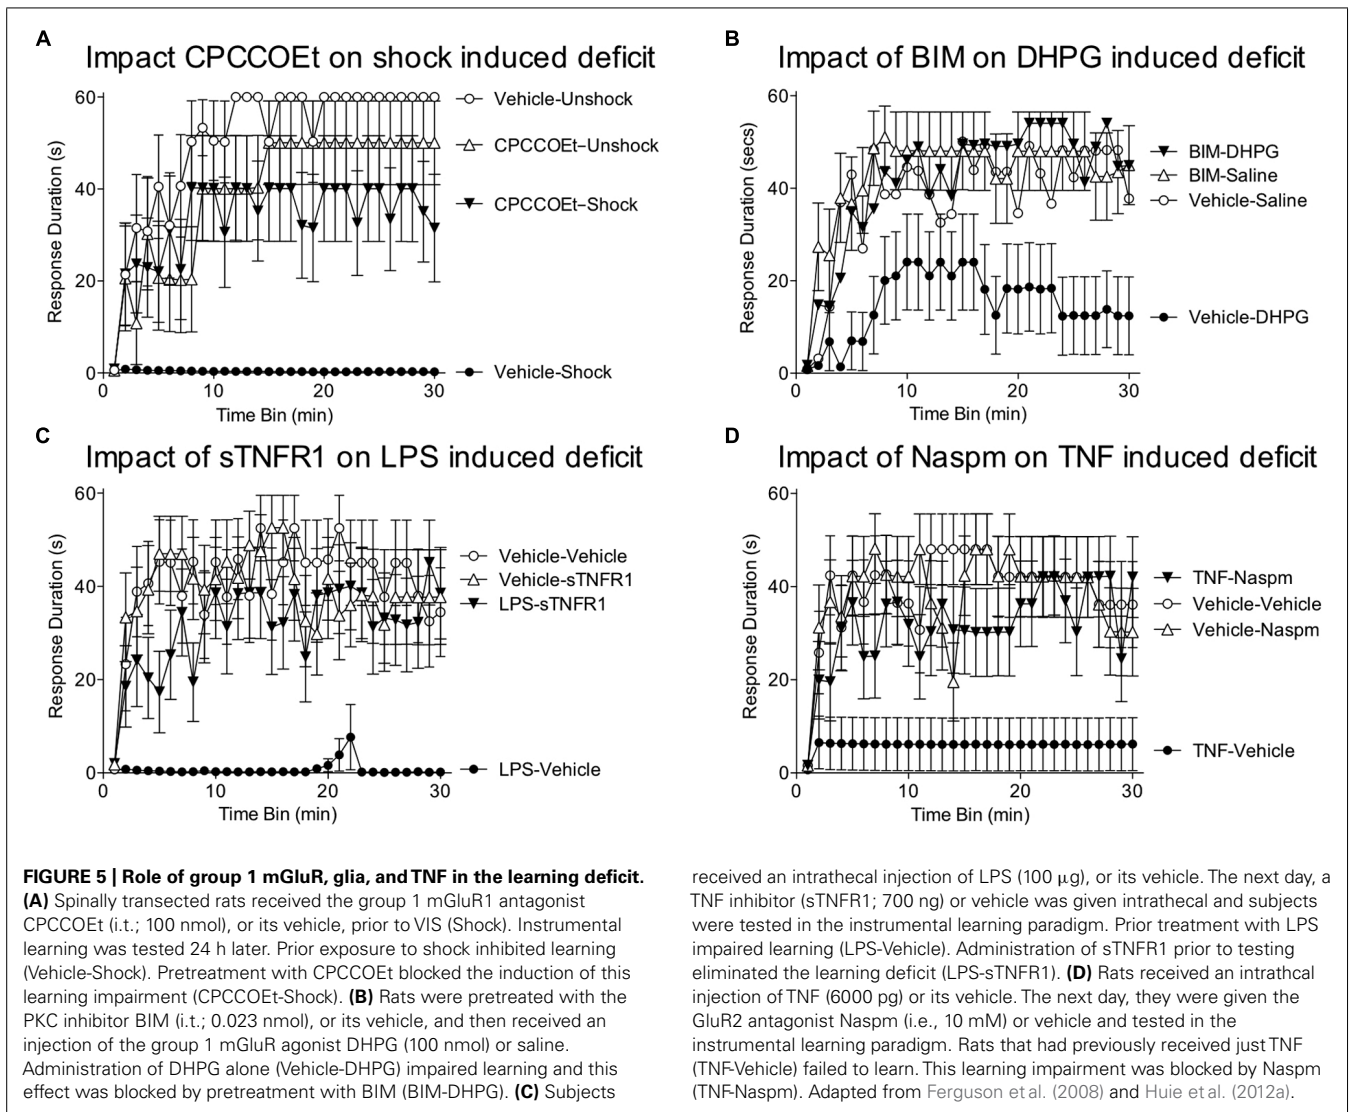 A
Impact CPCCOEt on shock induced deficit
Response Duration (s)
60
40
20
0
0
10
20
30
Time Bin (min)
Vehicle-Unshock
CPCCOEt–Unshock
CPCCOEt–Shock
Vehicle-Shock
B
Impact of BIM on DHPG induced deficit
Response Duration (secs)
60
40
20
0
0
10
20
30
Time Bin (min)
BIM-DHPG
BIM-Saline
Vehicle-Saline
Vehicle-DHPG
C
Impact of sTNFR1 on LPS induced deficit
Response Duration (s)
60
40
20
0
0
10
20
30
Time Bin (min)
Vehicle-Vehicle
Vehicle-sTNFR1
LPS-sTNFR1
LPS-Vehicle
D
Impact of Naspm on TNF induced deficit
Response Duration (s)
60
40
20
0
0
10
20
30
Time Bin (min)
TNF-Naspm
Vehicle-Vehicle
Vehicle-Naspm
TNF-Vehicle
FIGURE 5 | Role of group 1 mGluR, glia, and TNF in the learning deficit.
(A) Spinally transected rats received the group 1 mGluR1 antagonist
CPCCOEt (i.t.; 100 nmol), or its vehicle, prior to VIS (Shock). Instrumental
learning was tested 24 h later. Prior exposure to shock inhibited learning
(Vehicle-Shock). Pretreatment with CPCCOEt blocked the induction of this
learning impairment (CPCCOEt-Shock). (B) Rats were pretreated with the
PKC inhibitor BIM (i.t.; 0.023 nmol), or its vehicle, and then received an
injection of the group 1 mGluR agonist DHPG (100 nmol) or saline.
Administration of DHPG alone (Vehicle-DHPG) impaired learning and this
effect was blocked by pretreatment with BIM (BIM-DHPG). (C) Subjects
received an intrathecal injection of LPS (100 μg), or its vehicle. The next day, a
TNF inhibitor (sTNFR1; 700 ng) or vehicle was given intrathecal and subjects
were tested in the instrumental learning paradigm. Prior treatment with LPS
impaired learning (LPS-Vehicle). Administration of sTNFR1 prior to testing
eliminated the learning deficit (LPS-sTNFR1). (D) Rats received an intrathcal
injection of TNF (6000 pg) or its vehicle. The next day, they were given the
GluR2 antagonist Naspm (i.e., 10 mM) or vehicle and tested in the
instrumental learning paradigm. Rats that had previously received just TNF
(TNF-Vehicle) failed to learn. This learning impairment was blocked by Naspm
(TNF-Naspm). Adapted from Ferguson et al. (2008) and Huie et al. (2012a).